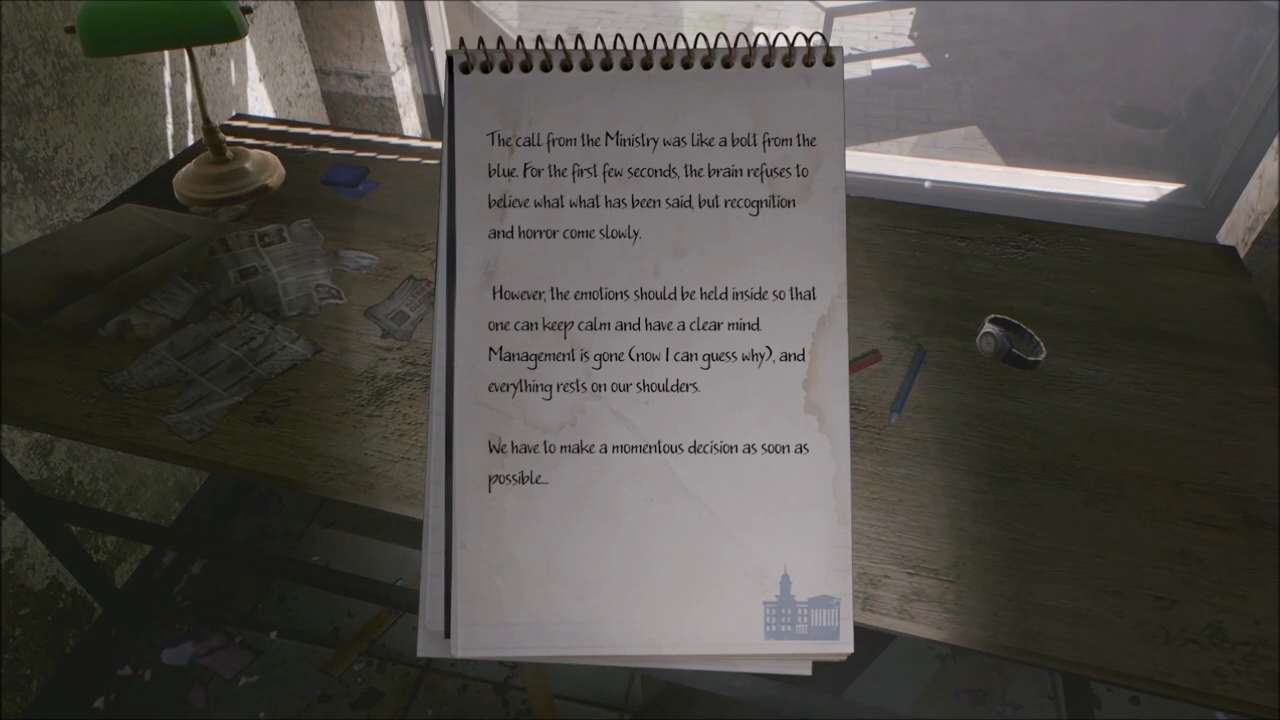 The call from the Ministry was like a bolt from the
blue. For the first few seconds, the brain refuses to
believe what what has been said, but recognition
and horror come slowly.
However, the emotions should be held inside so that
one can keep calm and have a clear mind.
Management is gone (now I can guess why), and
everything rests on our shoulders.
We have to make a momentous decision as soon as
possible...